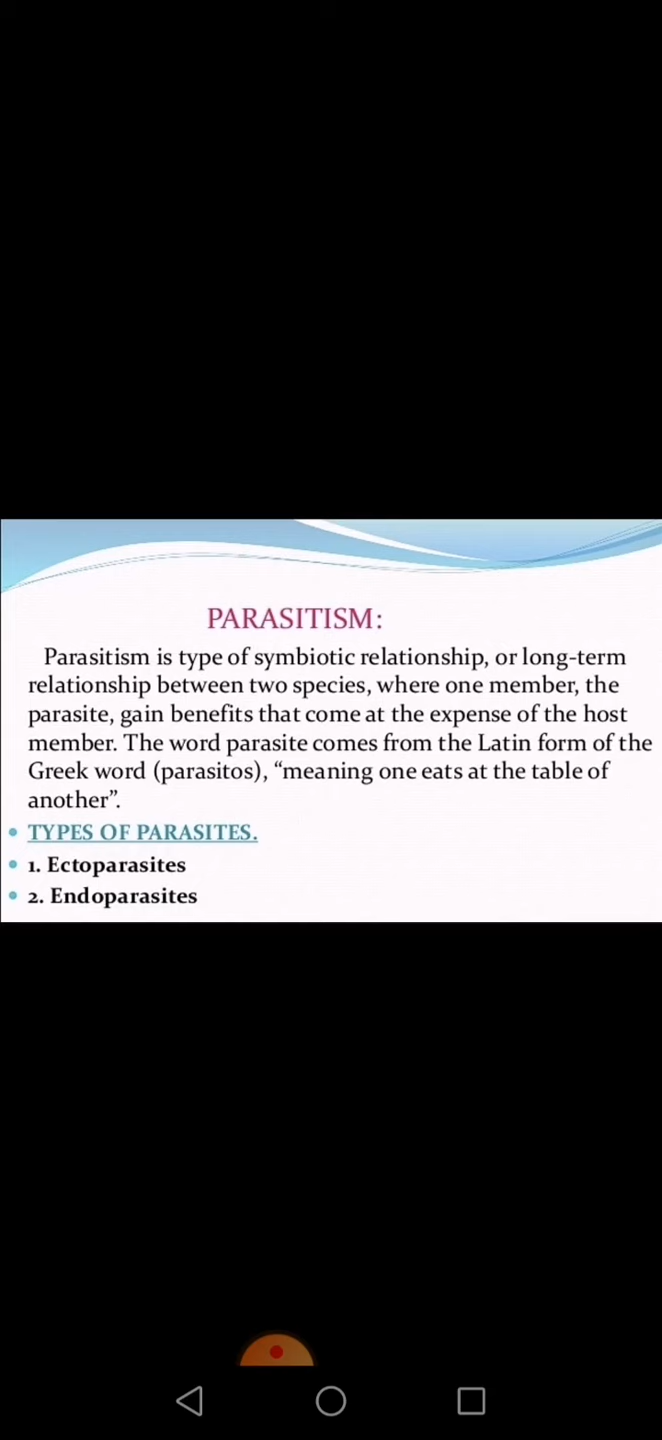 PARASITISM:
Parasitism is type of symbiotic relationship, or long-term
relationship between two species, where one member, the
parasite, gain benefits that come at the expense of the host
member. The word parasite comes from the Latin form of the
Greek word (parasitos), “meaning one eats at the table of
another”.
• TYPES OF PARASITES.
• 1. Ectoparasites
• 2. Endoparasites